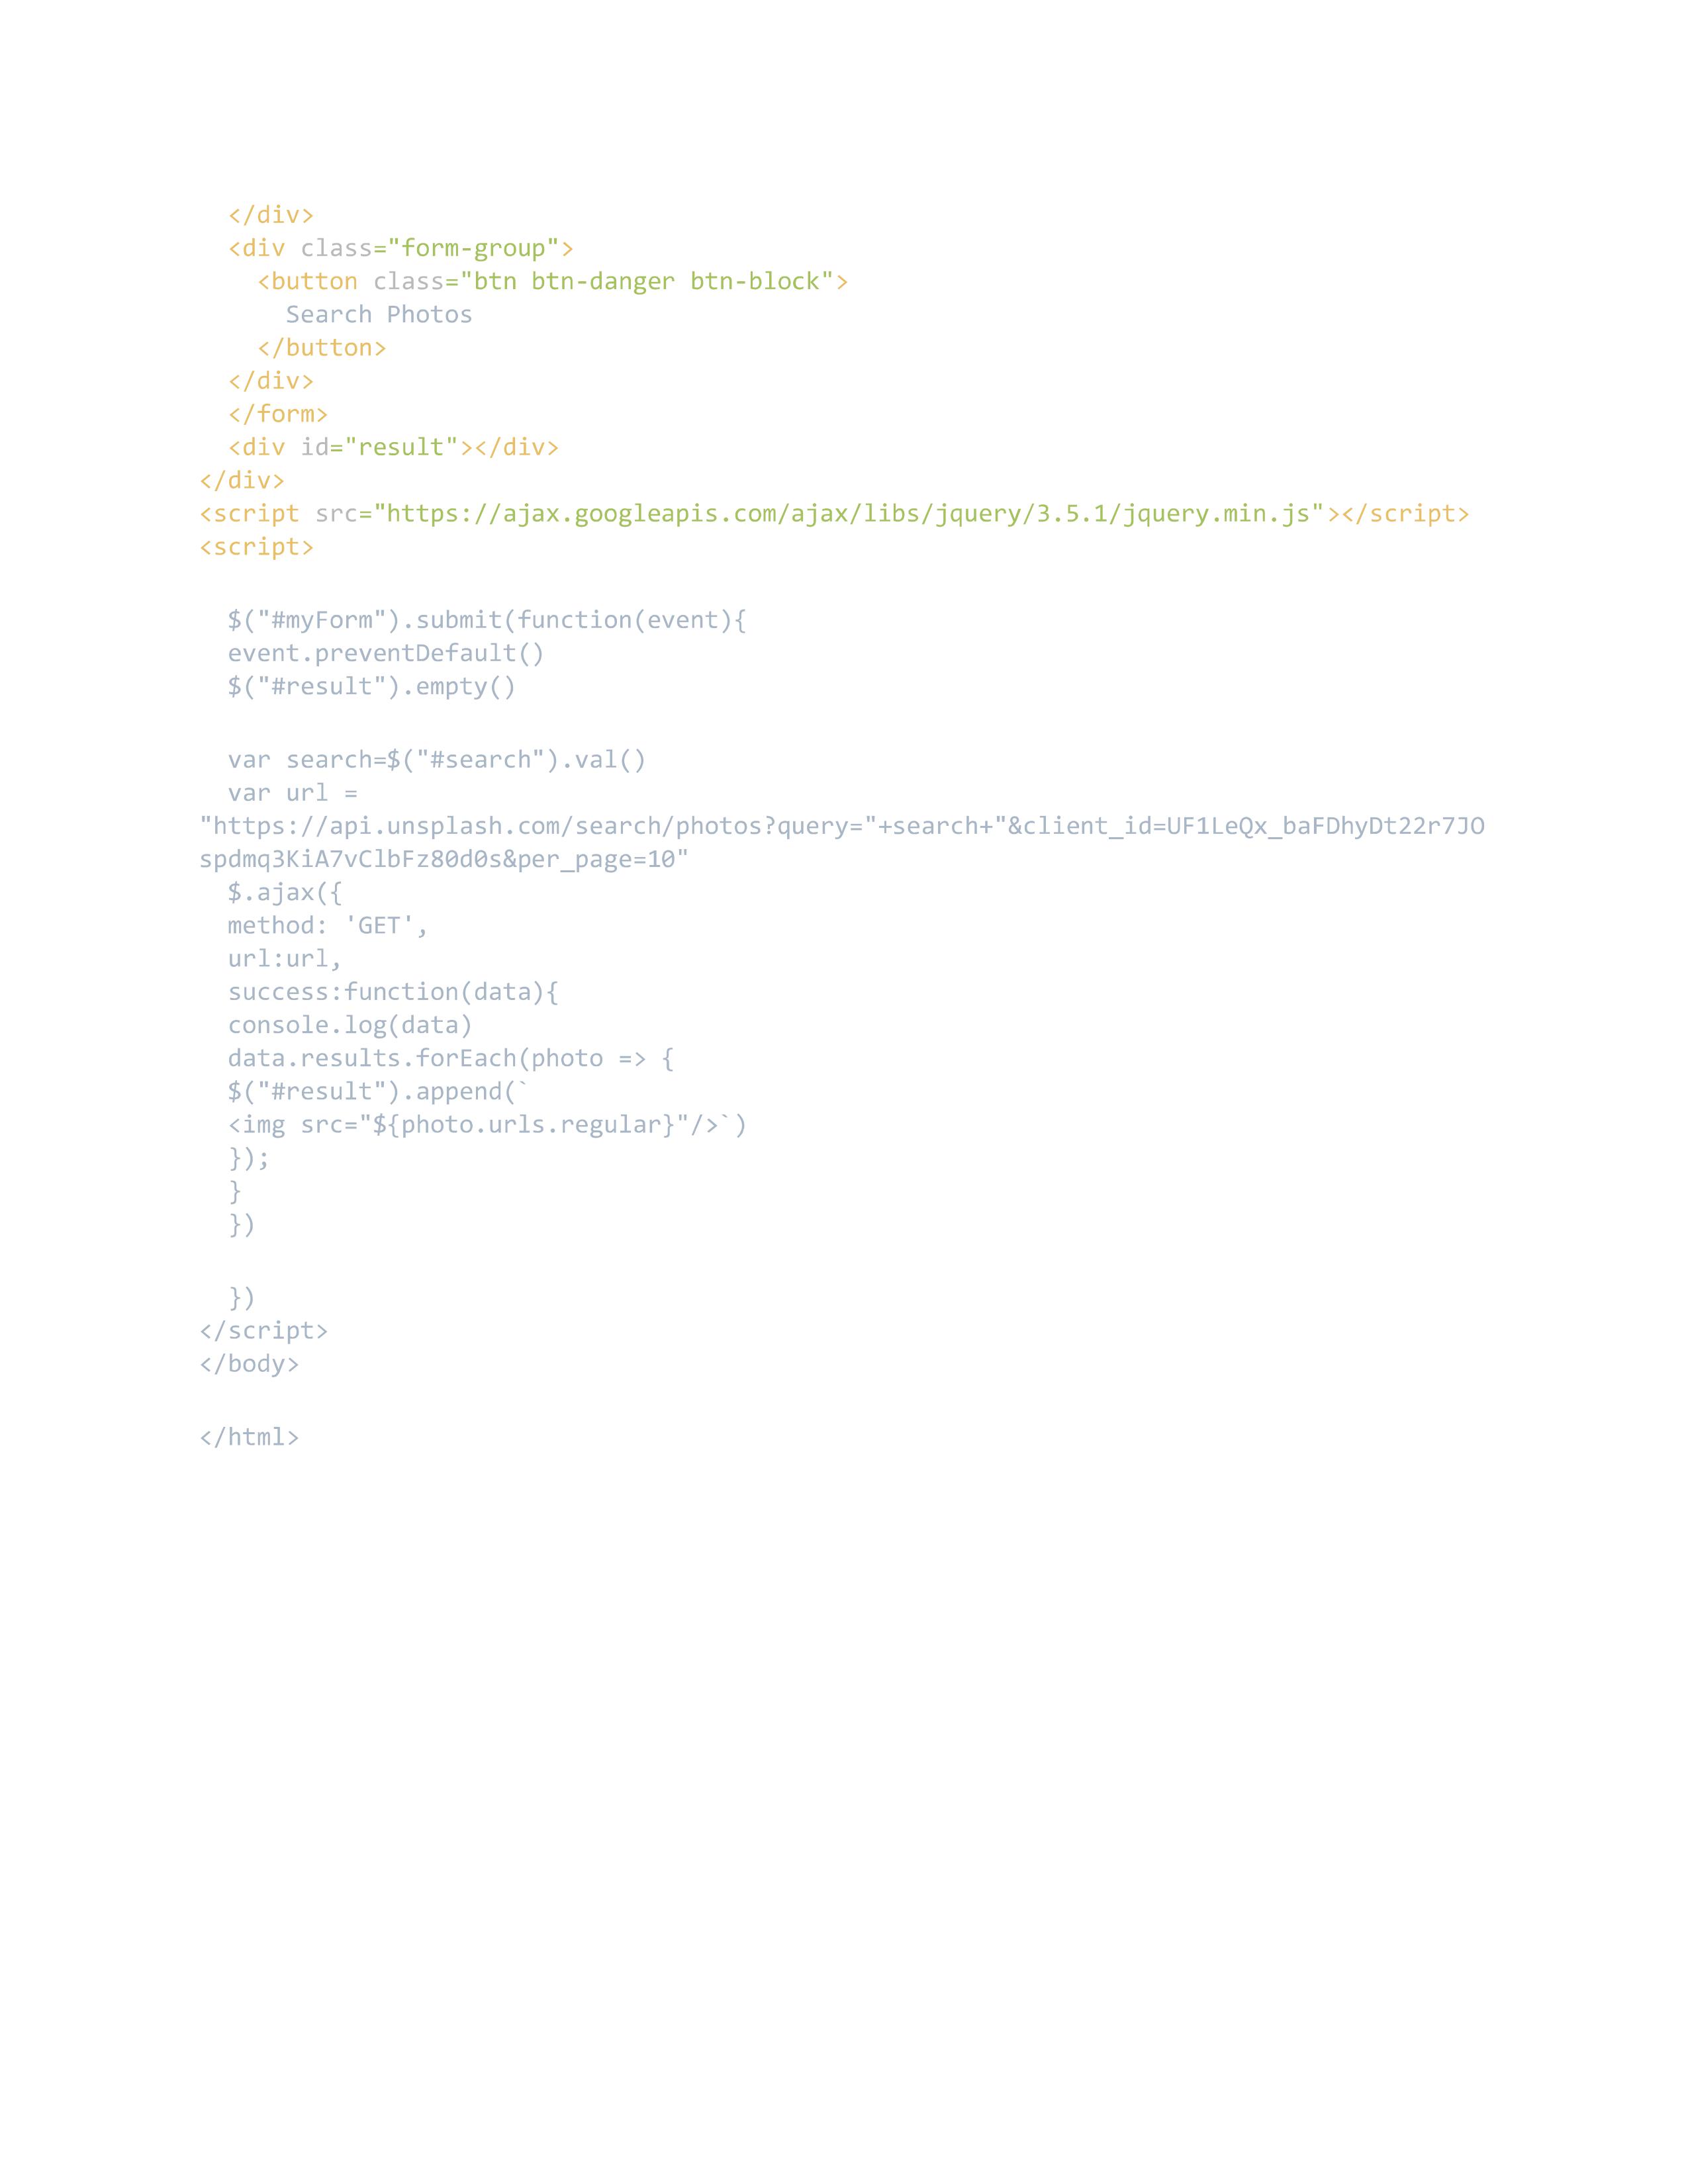 </div>
<div class="form-group">
<button class="btn btn-danger btn-block">
Search Photos
</button>
</div>
</form>
<div id="result"></div>
</div>
<script src="https://ajax.googleapis.com/ajax/libs/jquery/3.5.1/jquery.min.js"></script>
<script>
$("#myForm").submit(function(event){
event.preventDefault()
$("#result").empty()
var search=$("#search").val()
var url =
"https://api.unsplash.com/search/photos?query="+search+"&client_id=UF1LeQx_baFDhyDt22r7JO
spdmq3KiA7vClbFz80d0s&per_page=10"
$.ajax({
method: 'GET',
url:url,
success:function(data){
console.log(data)
data.results.forEach(photo => {
$("#result").append(`
<img src="${photo.urls.regular}"/>`)
});
}
})
})
</script>
</body>
</html>